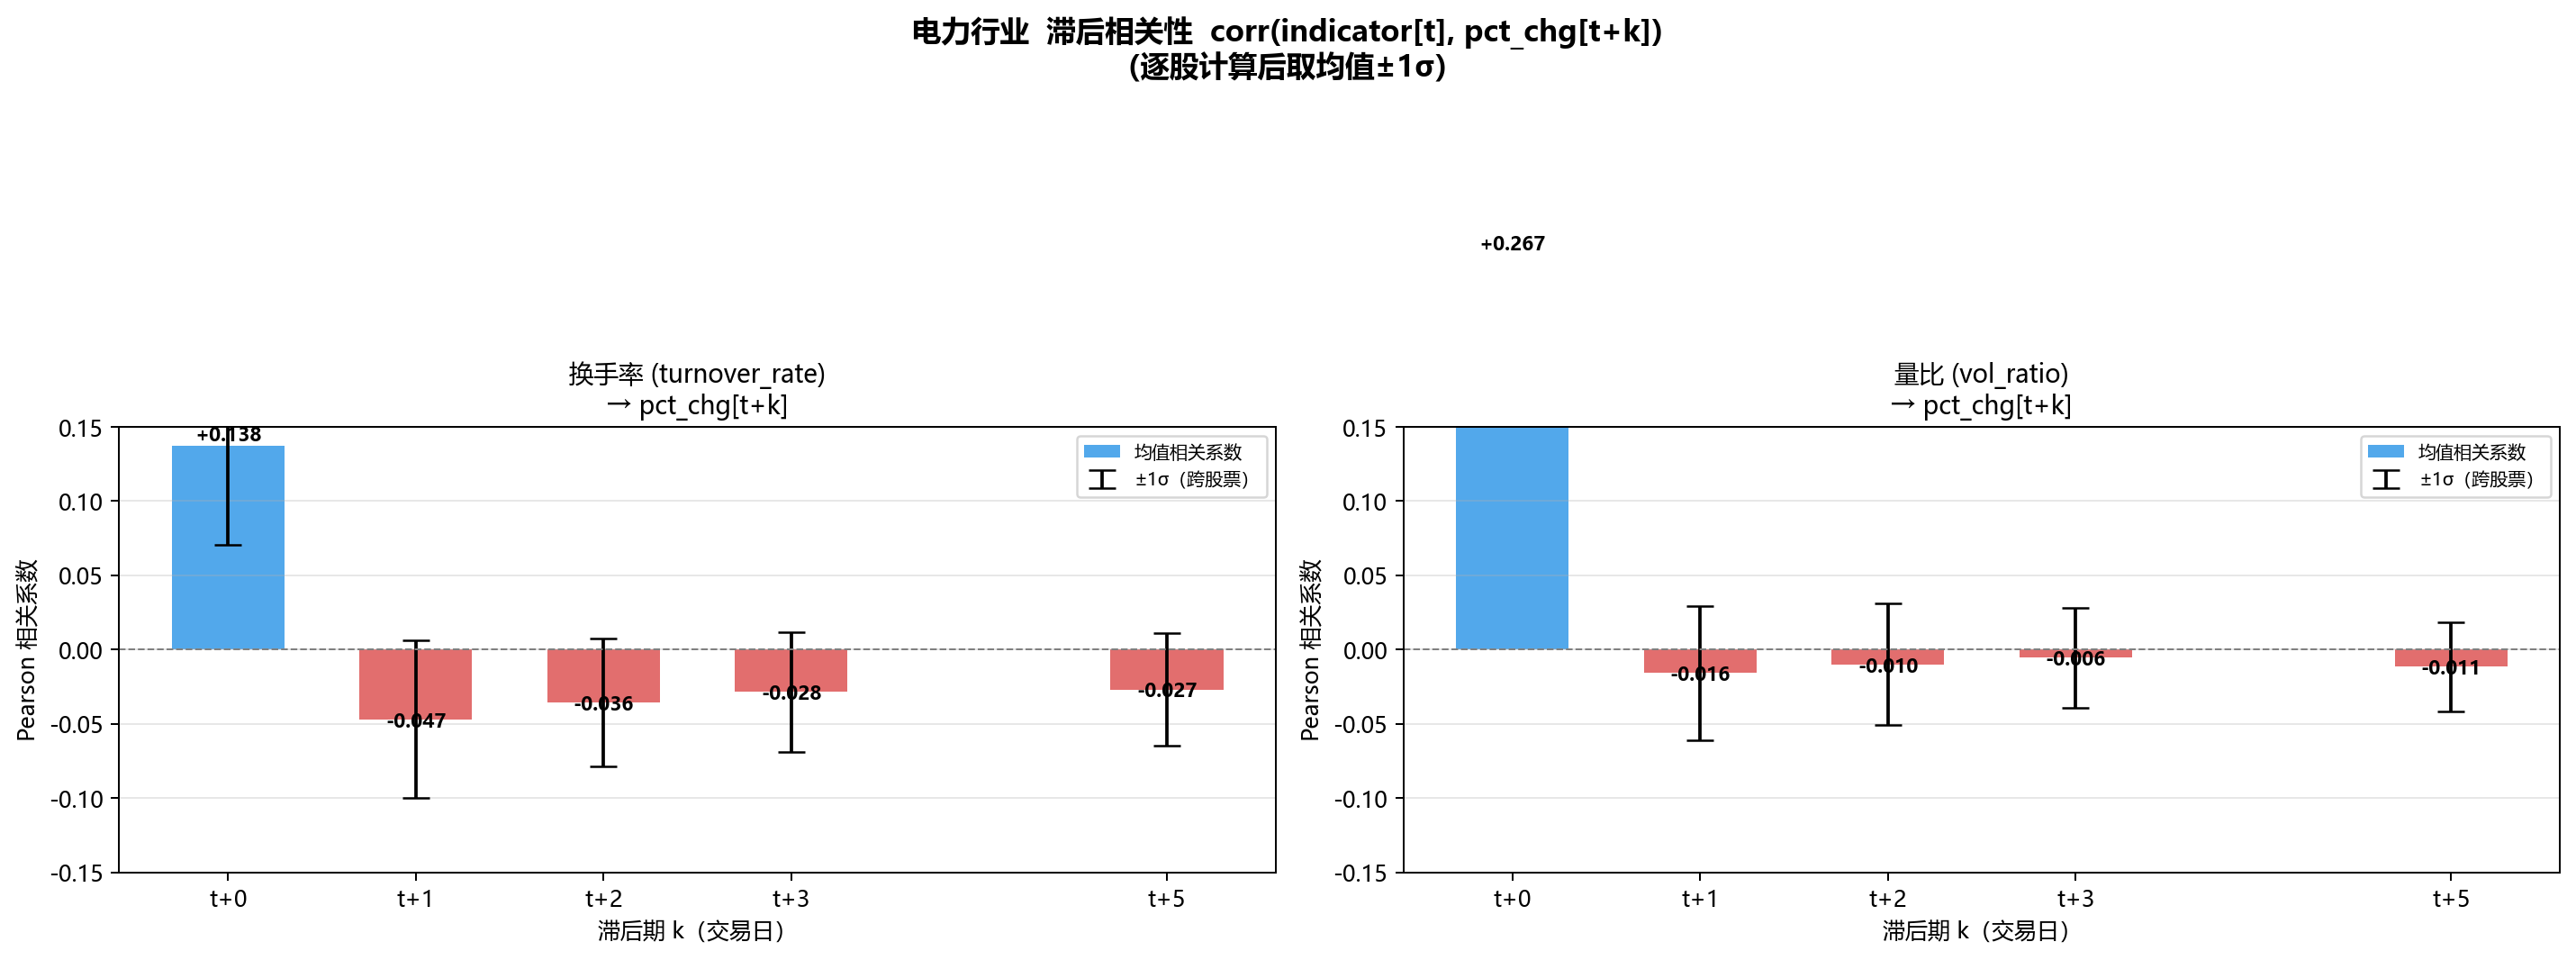 电力行业  滞后相关性  corr(indicator[t], pct_chg[t+k])
(逐股计算后取均值±1σ)
换手率 (turnover_rate)
→ pct_chg[t+k]
均值相关系数
±1σ（跨股票）
+0.138
-0.047
-0.036
-0.028
-0.027
0.15
0.10
0.05
0.00
-0.05
-0.10
-0.15
Pearson 相关系数
t+0
t+1
t+2
t+3
t+5
滞后期 k（交易日）
+0.267
量比 (vol_ratio)
→ pct_chg[t+k]
均值相关系数
±1σ（跨股票）
-0.016
-0.010
-0.006
-0.011
0.15
0.10
0.05
0.00
-0.05
-0.10
-0.15
Pearson 相关系数
t+0
t+1
t+2
t+3
t+5
滞后期 k（交易日）